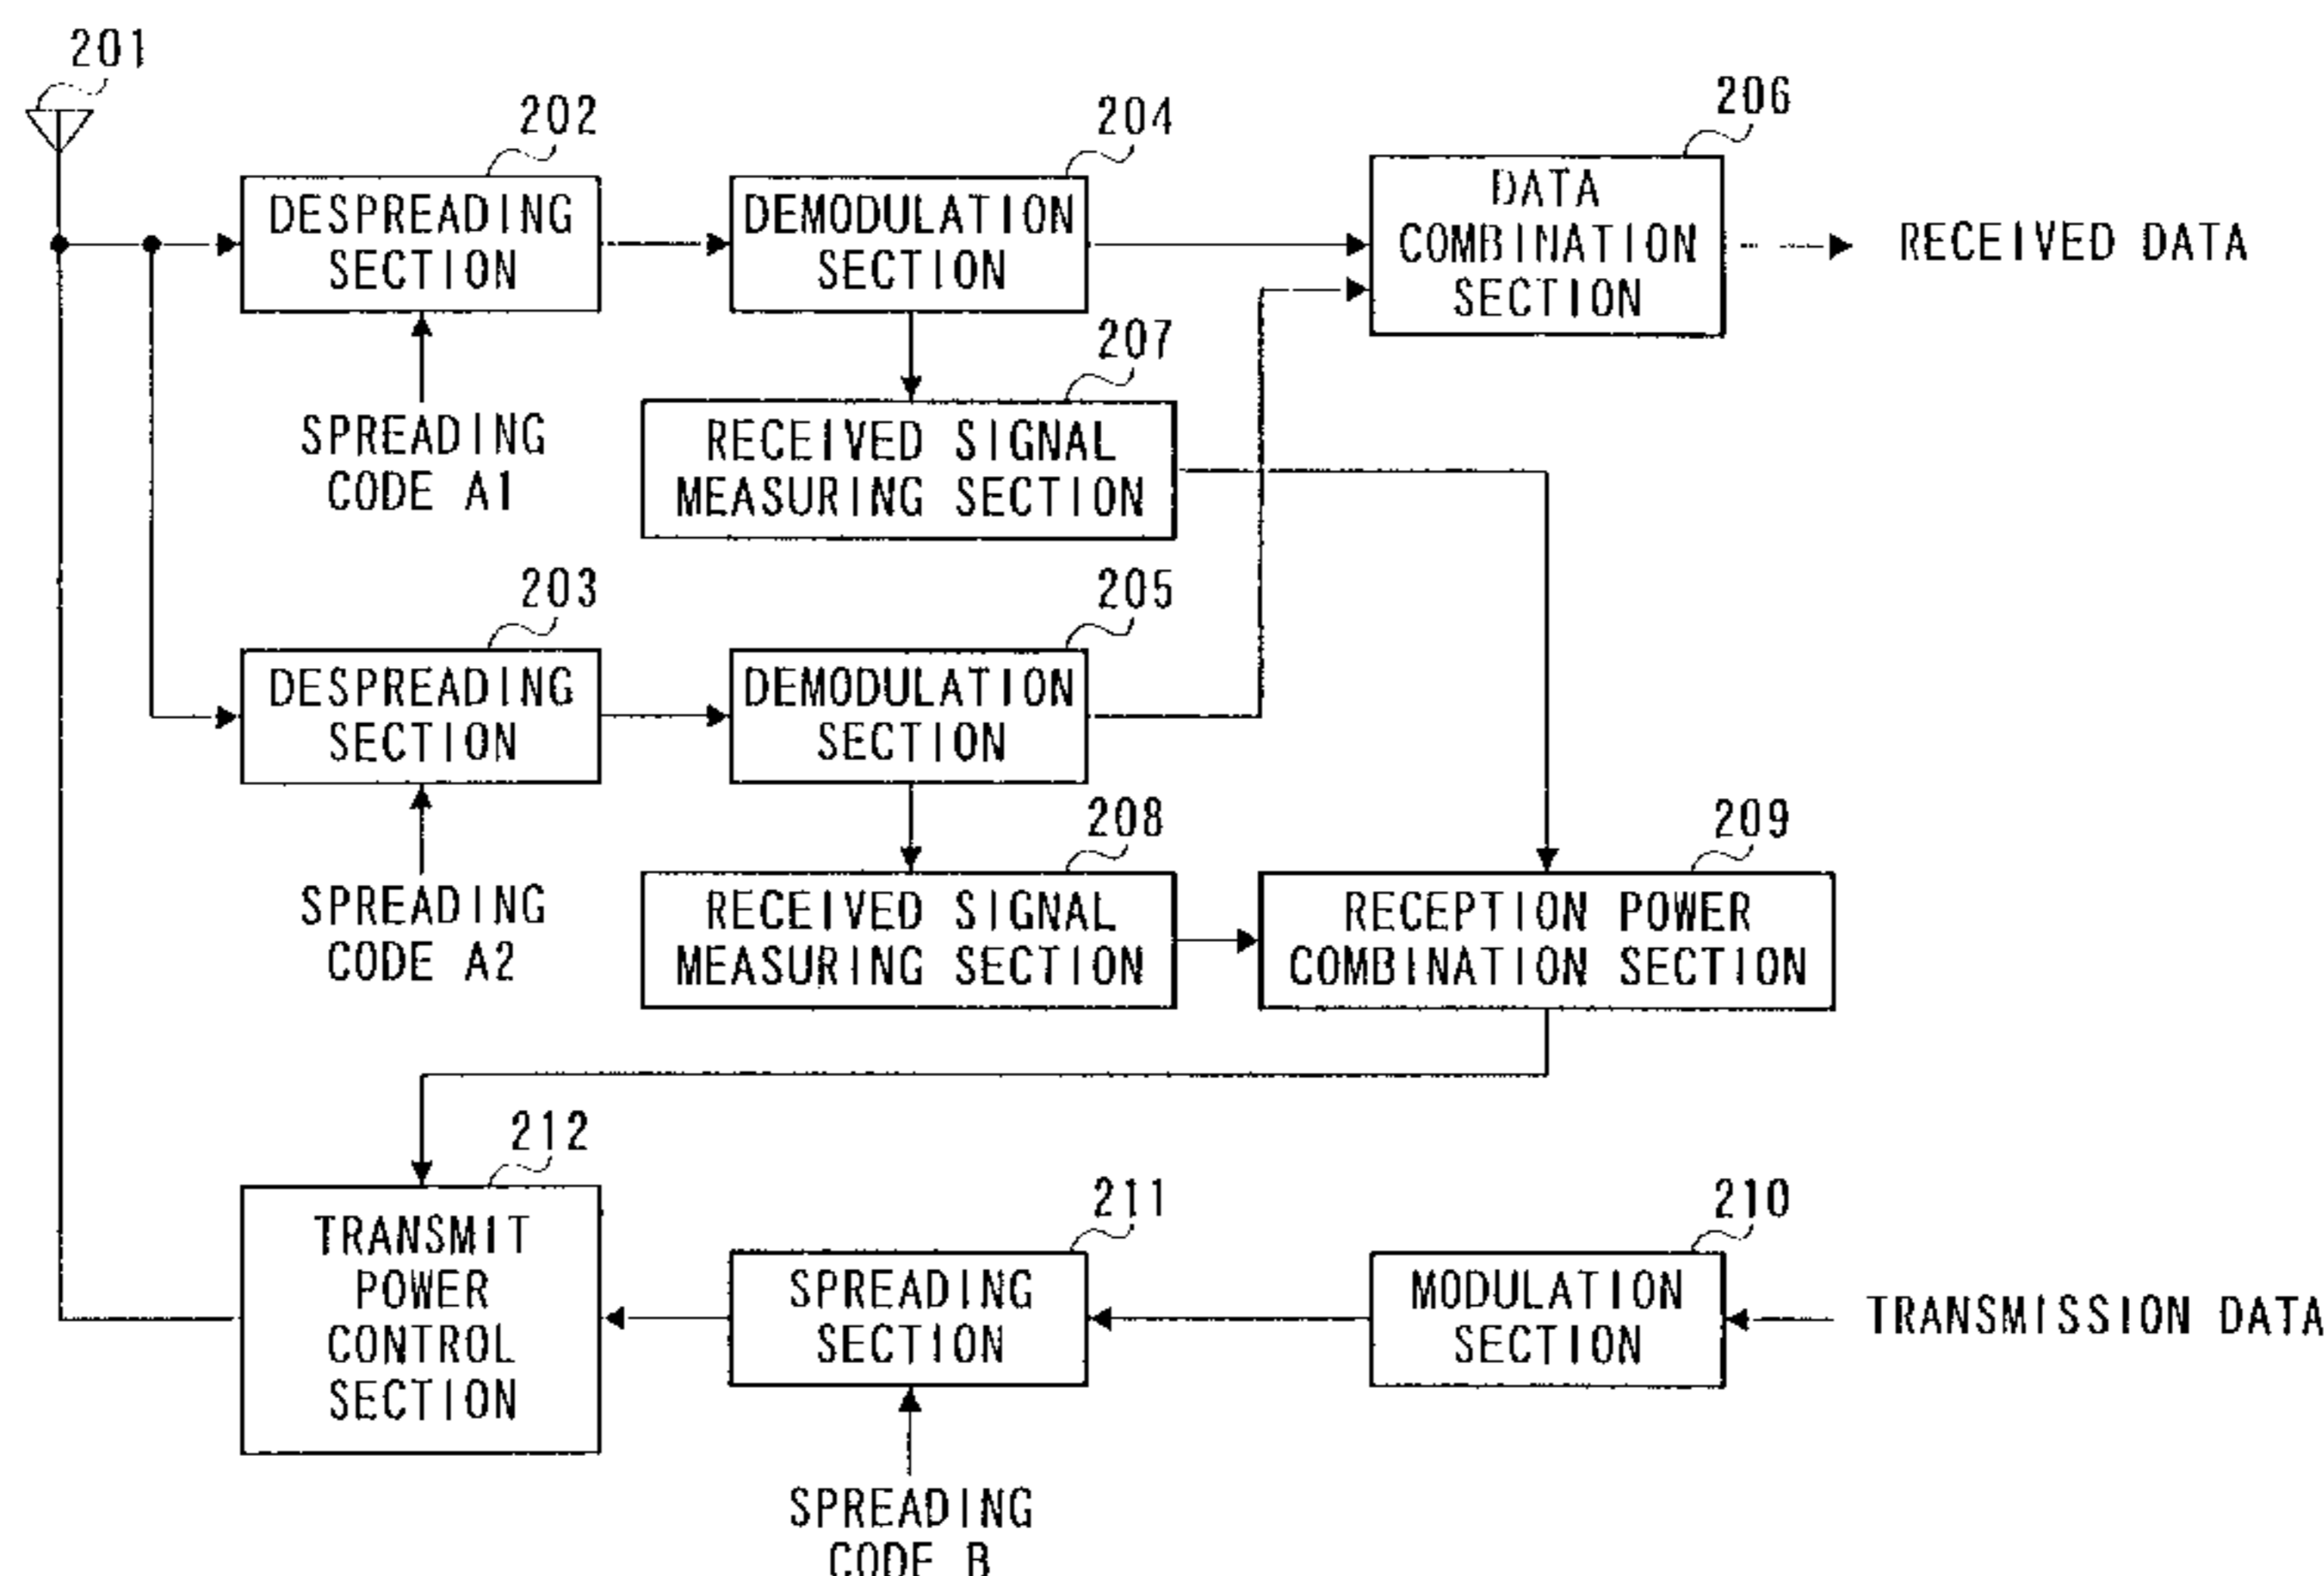 201
202
204
206
DESPREADING
SECTION
DEMODULATION
SECTION
DATA
COMBINATION
SECTION
RECEIVED DATA
207
SPREADING
CODE A1
RECEIVED SIGNAL
MEASURING SECTION
203
205
DESPREADING
SECTION
DEMODULATION
SECTION
208
209
SPREADING
CODE A2
RECEIVED SIGNAL
MEASURING SECTION
RECEPTION POWER
COMBINATION SECTION
212
211
210
TRANSMIT
POWER
CONTROL
SECTION
SPREADING
SECTION
MODULATION
SECTION
TRANSMISSION DATA
SPREADING
CODE B